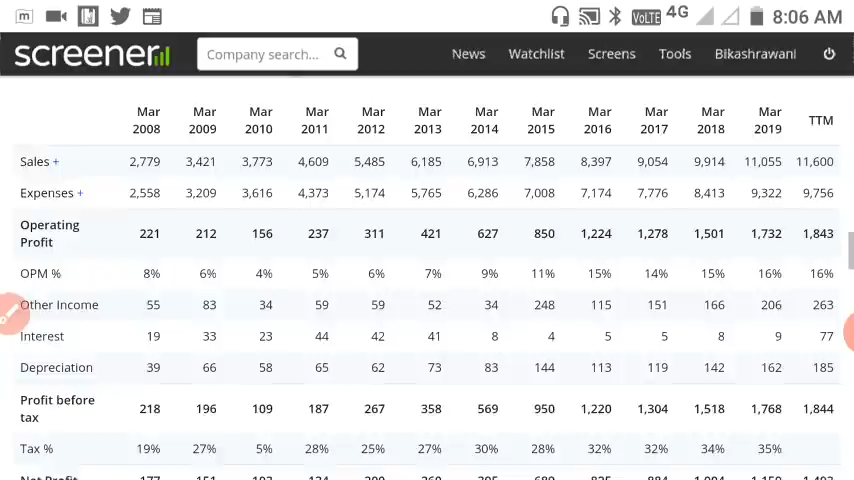 m
VoLTE 4G 8:06 AM
screener Company search... News Watchlist Screens Tools Bikashrawani
Mar 2008 Mar 2009 Mar 2010 Mar 2011 Mar 2012 Mar 2013 Mar 2014 Mar 2015 Mar 2016 Mar 2017 Mar 2018 Mar 2019 TTM
Sales + 2,779 3,421 3,773 4,609 5,485 6,185 6,913 7,858 8,397 9,054 9,914 11,055 11,600
Expenses + 2,558 3,209 3,616 4,373 5,174 5,765 6,286 7,008 7,174 7,776 8,413 9,322 9,756
Operating Profit 221 212 156 237 311 421 627 850 1,224 1,278 1,501 1,732 1,843
OPM % 8% 6% 4% 5% 6% 7% 9% 11% 15% 14% 15% 16% 16%
Other Income 55 83 34 59 59 52 34 248 115 151 166 206 263
Interest 19 33 23 44 42 41 8 4 5 5 8 9 77
Depreciation 39 66 58 65 62 73 83 144 113 119 142 162 185
Profit before tax 218 196 109 187 267 358 569 950 1,220 1,304 1,518 1,768 1,844
Tax % 19% 27% 5% 28% 25% 27% 30% 28% 32% 32% 34% 35%
Net Profit